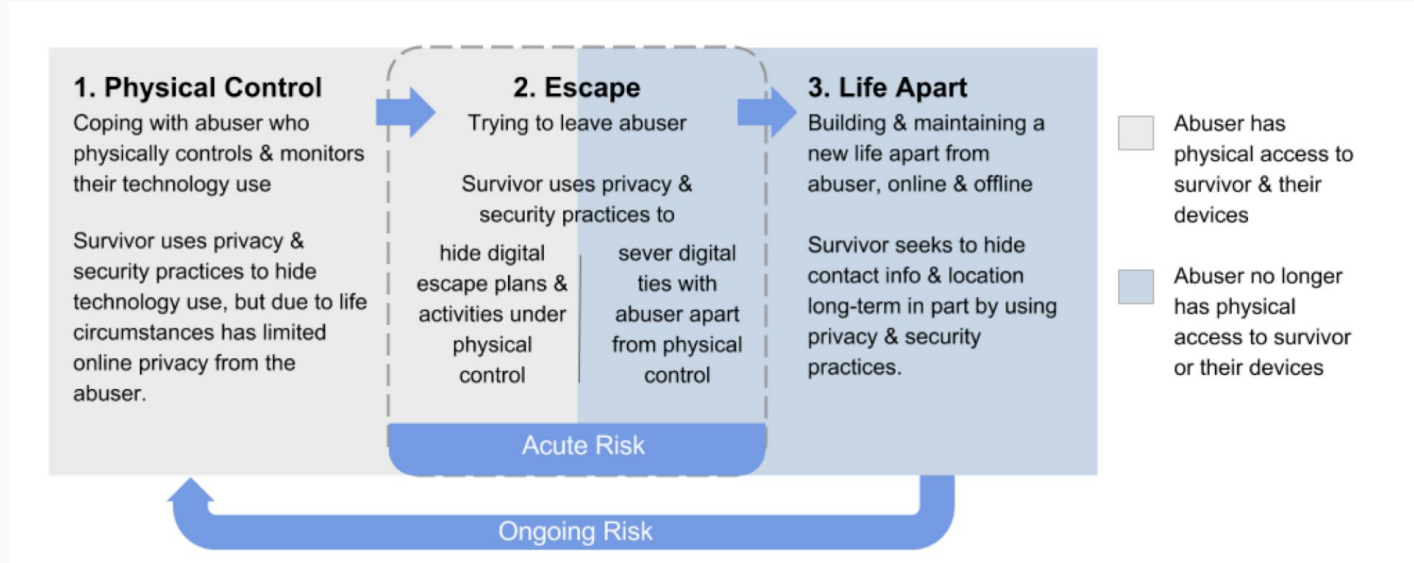 1. Physical Control
Coping with abuser who
physically controls & monitors
their technology use
Survivor uses privacy &
security practices to hide
technology use, but due to life
circumstances has limited
online privacy from the
abuser.
2. Escape
Trying to leave abuser
Survivor uses privacy &
security practices to
hide digital
escape plans &
activities under
physical
control
sever digital
ties with
abuser apart
from physical
control
Acute Risk
3. Life Apart
Building & maintaining a
new life apart from
abuser, online & offline
Survivor seeks to hide
contact info & location
long-term in part by using
privacy & security
practices.
Ongoing Risk
Abuser has
physical access to
survivor & their
devices
Abuser no longer
has physical
access to survivor
or their devices